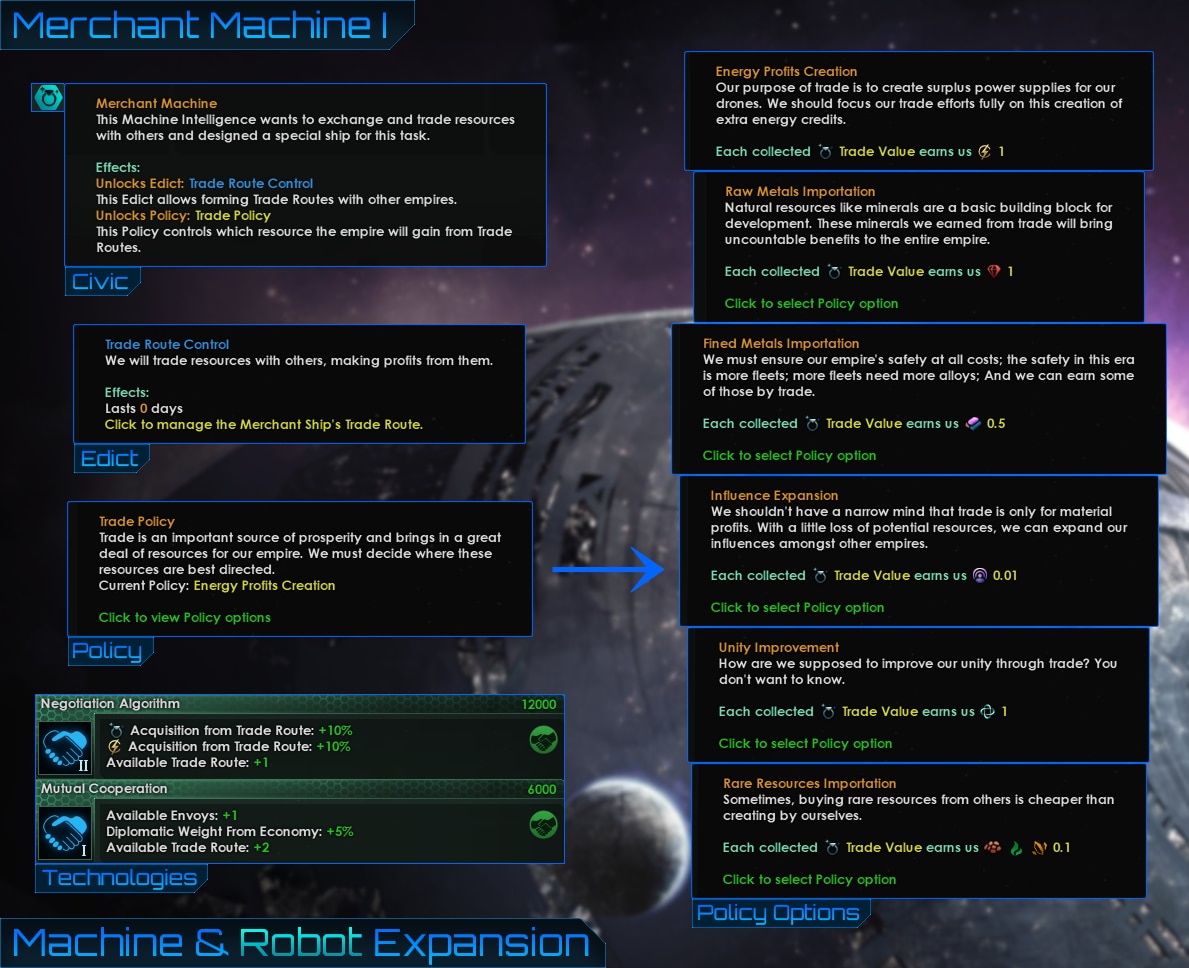 Merchant Machine I
Merchant Machine
This Machine Intelligence wants to exchange and trade resources
with others and designed a special ship for this task.
Effects:
Unlocks Edict: Trade Route Control
This Edict allows forming Trade Routes with other empires.
Unlocks Policy: Trade Policy
This Policy controls which resource the empire will gain from Trade
Routes.
Civic
Trade Route Control
We will trade resources with others, making profits from them.
Effects:
Lasts 0 days
Click to manage the Merchant Ship's Trade Route.
Edict
Trade Policy
Trade is an important source of prosperity and brings in a great
deal of resources for our empire. We must decide where these
resources are best directed.
Current Policy: Energy Profits Creation
Click to view Policy options
Policy
Negotiation Algorithm 12000
Acquisition from Trade Route: +10%
Acquisition from Trade Route: +10%
Available Trade Route: +1
II
Mutual Cooperation 6000
Available Envoys: +1
Diplomatic Weight From Economy: +5%
Available Trade Route: +2
I
Technologies
Energy Profits Creation
Our purpose of trade is to create surplus power supplies for our
drones. We should focus our trade efforts fully on this creation of
extra energy credits.
Each collected Trade Value earns us 1
Raw Metals Importation
Natural resources like minerals are a basic building block for
development. These minerals we earned from trade will bring
uncountable benefits to the entire empire.
Each collected Trade Value earns us 1
Click to select Policy option
Fined Metals Importation
We must ensure our empire's safety at all costs; the safety in this era
is more fleets; more fleets need more alloys; And we can earn some
of those by trade.
Each collected Trade Value earns us 0.5
Click to select Policy option
Influence Expansion
We shouldn't have a narrow mind that trade is only for material
profits. With a little loss of potential resources, we can expand our
influences amongst other empires.
Each collected Trade Value earns us 0.01
Click to select Policy option
Unity Improvement
How are we supposed to improve our unity through trade? You
don't want to know.
Each collected Trade Value earns us 1
Click to select Policy option
Rare Resources Importation
Sometimes, buying rare resources from others is cheaper than
creating by ourselves.
Each collected Trade Value earns us 0.1
Click to select Policy option
Policy Options
Machine & Robot Expansion